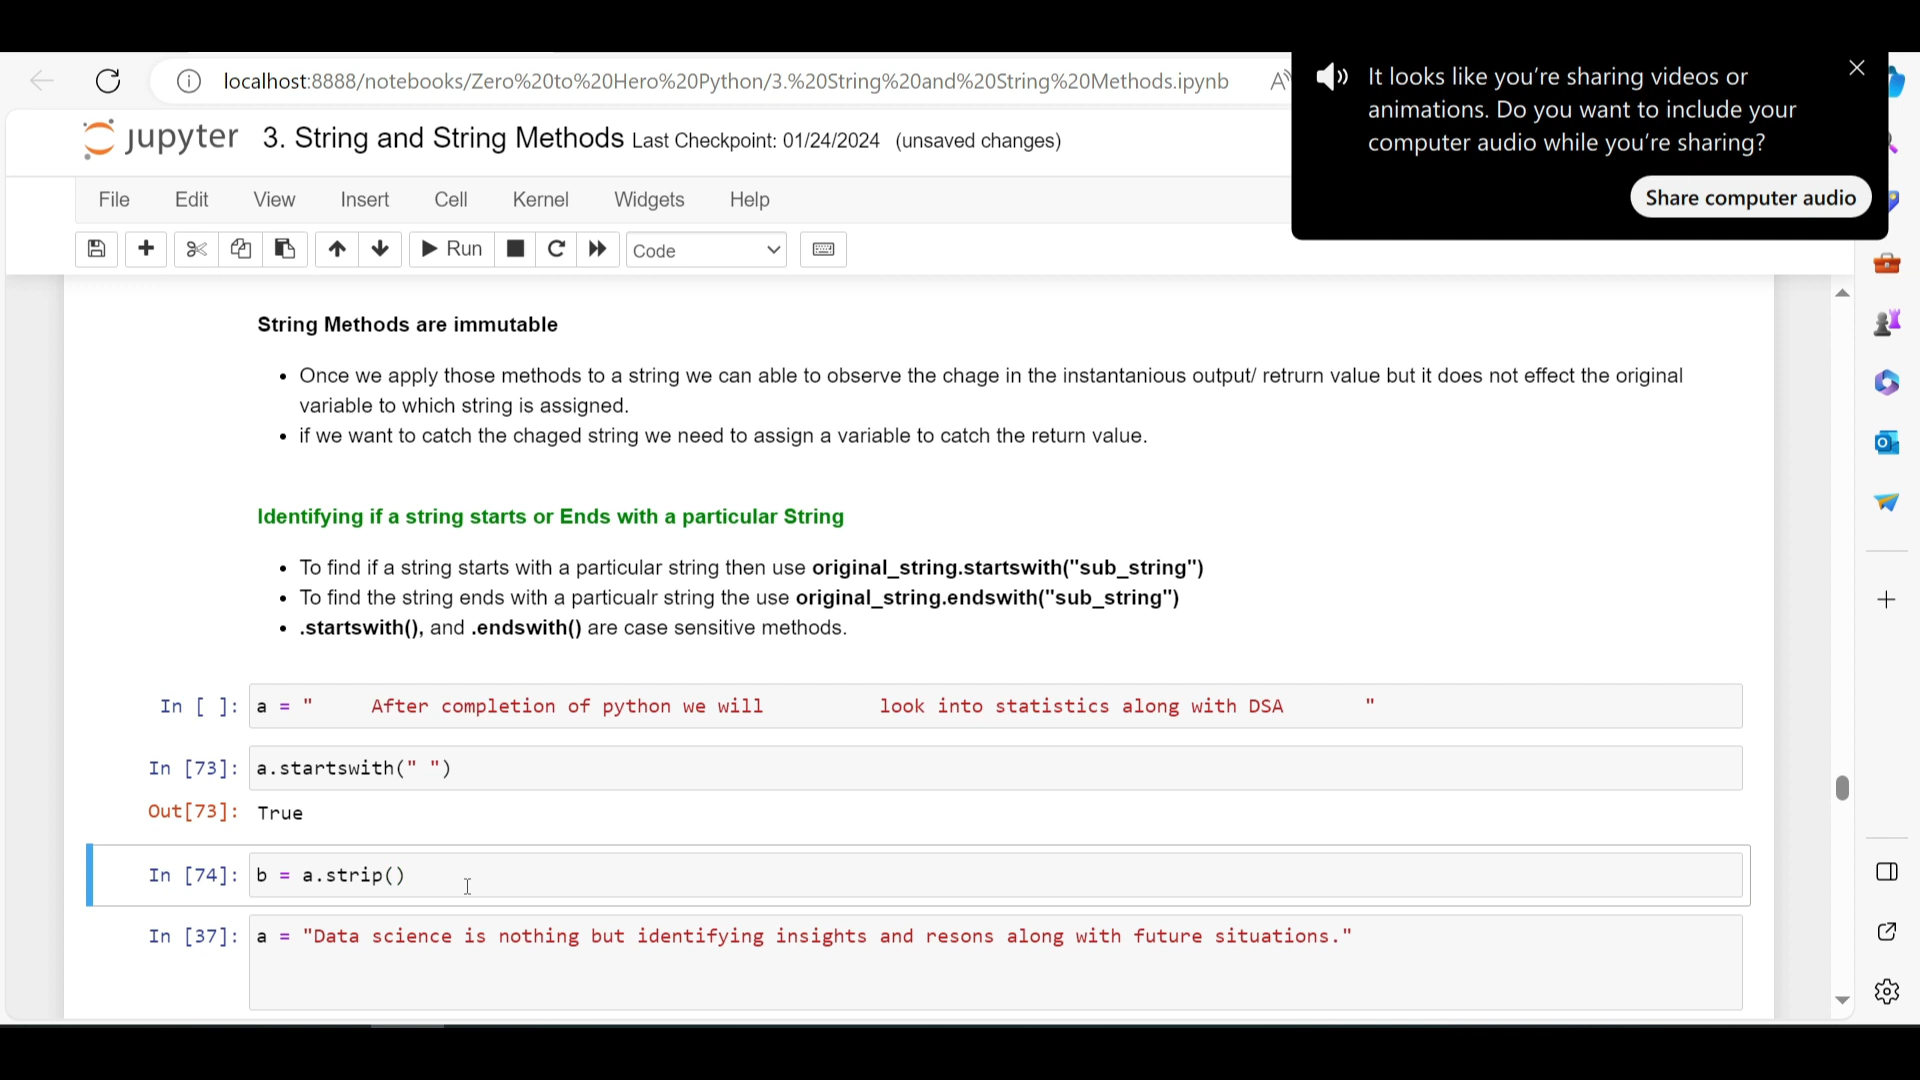 localhost:8888/notebooks/Zero%20to%20Hero%20Python/3.%20String%20and%20String%20Methods.ipynb
It looks like you're sharing videos or
animations. Do you want to include your
computer audio while you're sharing?
Share computer audio
jupyter 3. String and String Methods Last Checkpoint: 01/24/2024 (unsaved changes)
File Edit View Insert Cell Kernel Widgets Help
Run Code
String Methods are immutable
• Once we apply those methods to a string we can able to observe the chage in the instantanious output/ retrurn value but it does not effect the original
variable to which string is assigned.
• if we want to catch the chaged string we need to assign a variable to catch the return value.
Identifying if a string starts or Ends with a particular String
• To find if a string starts with a particular string then use original_string.startswith("sub_string")
• To find the string ends with a particualr string the use original_string.endswith("sub_string")
• .startswith(), and .endswith() are case sensitive methods.
In [ ]: a = "     After completion of python we will          look into statistics along with DSA       "
In [73]: a.startswith(" ")
Out[73]: True
In [74]: b = a.strip()
In [37]: a = "Data science is nothing but identifying insights and resons along with future situations."